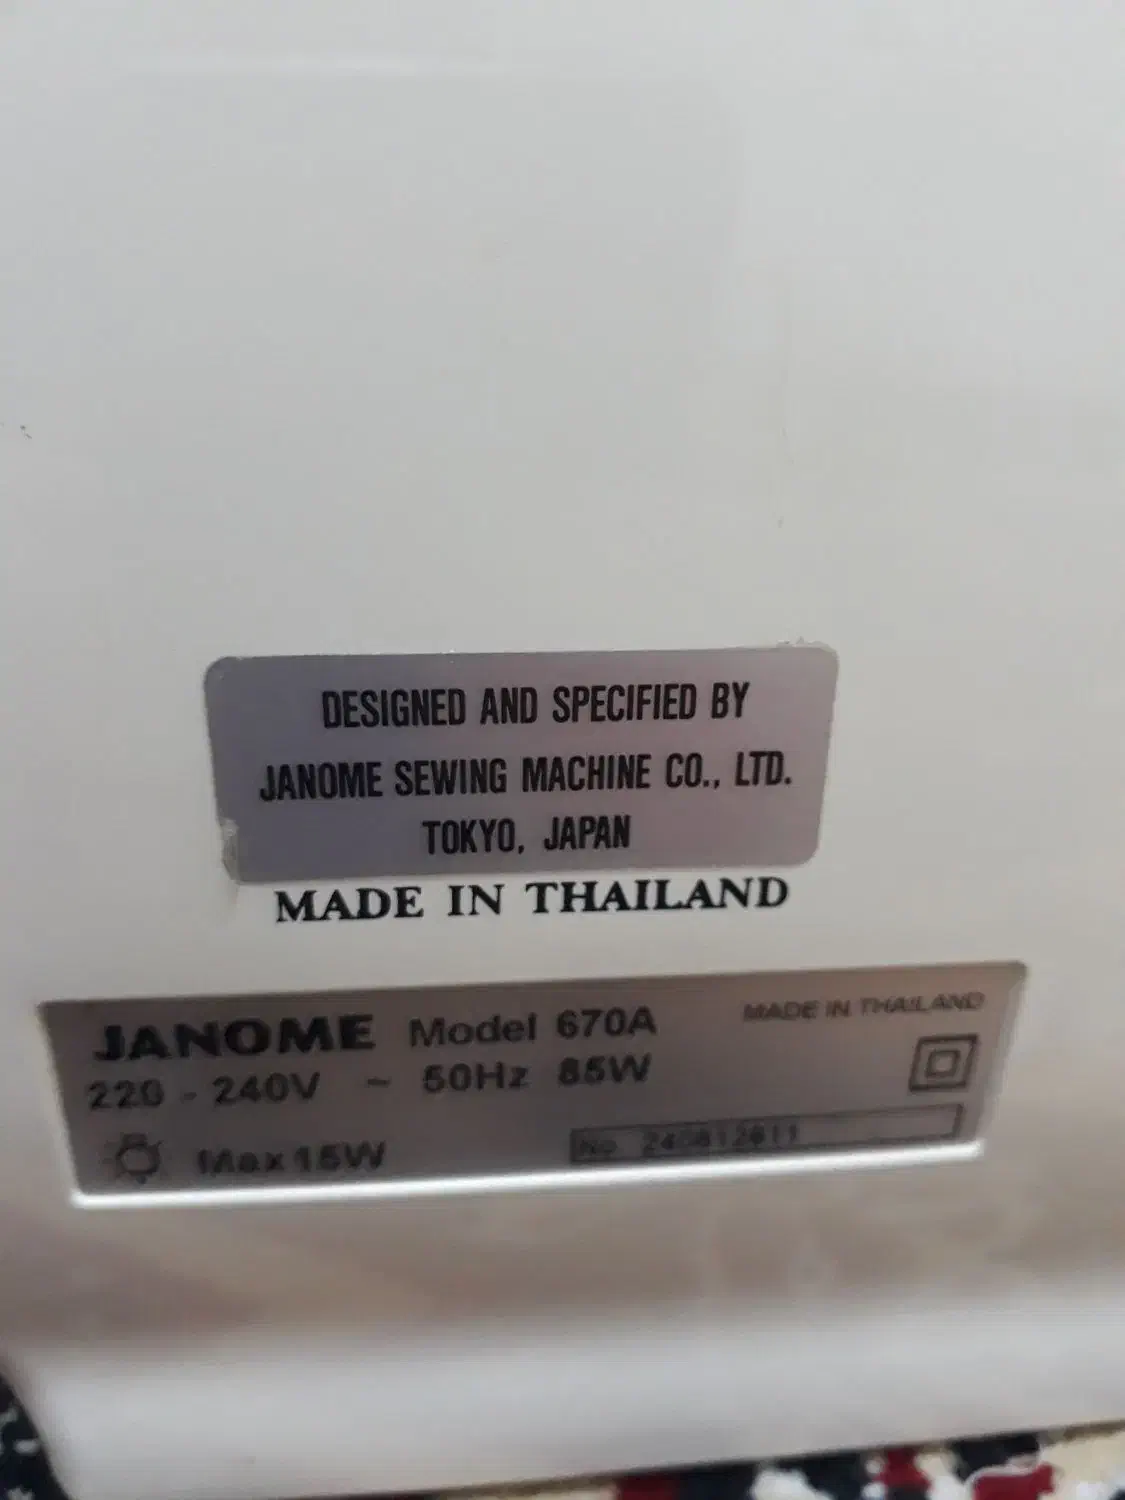 DESIGNED AND SPECIFIED BY
JANOME SEWING MACHINE CO., LTD.
TOKYO, JAPAN
MADE IN THAILAND
JANOME Model 670A MADE IN THAILAND
220 - 240V ~ 50Hz 85W
Max 15W
No.